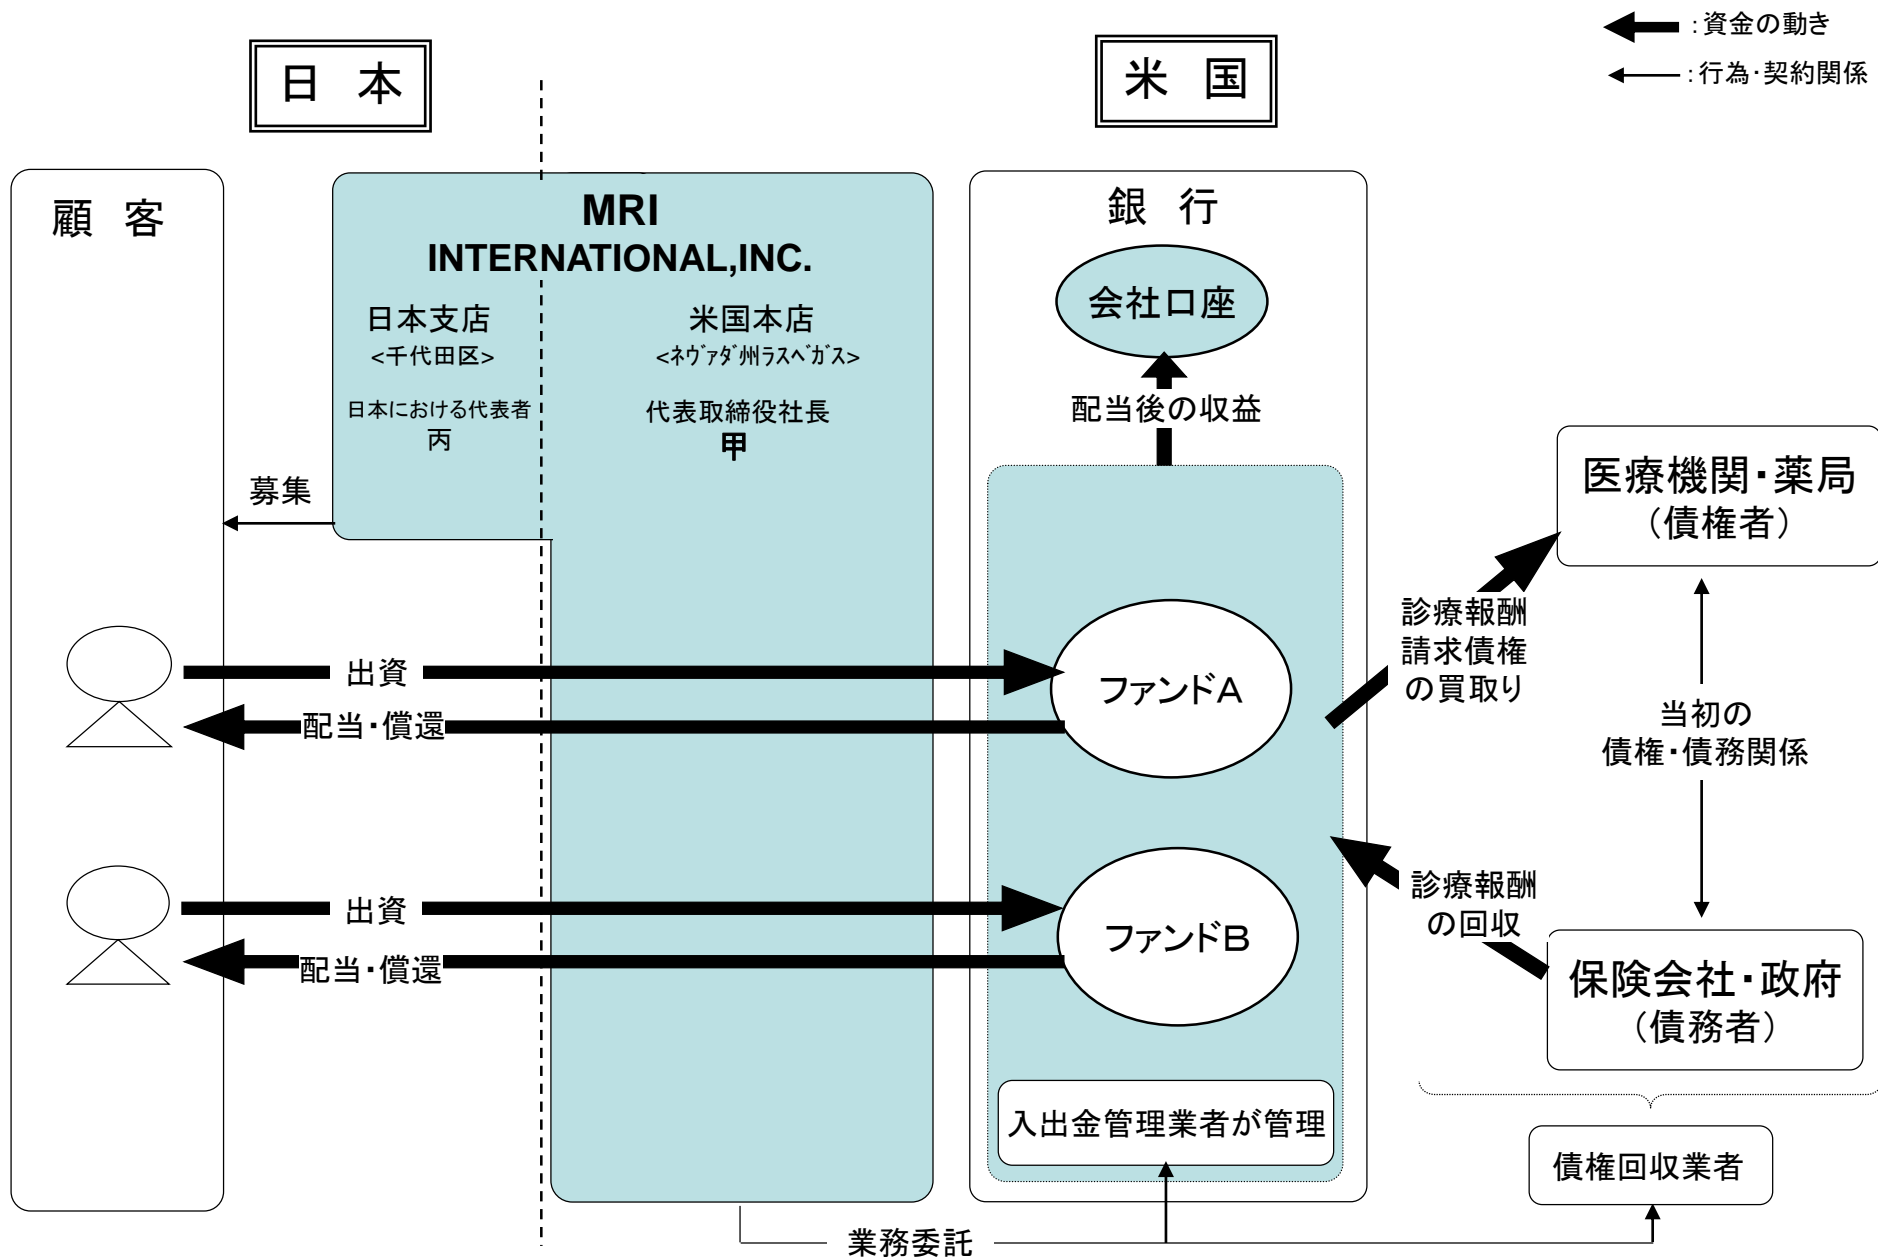 :資金の動き
:行為・契約関係
日 本
米 国
顧 客
MRI
INTERNATIONAL,INC.
日本支店
<千代田区>
日本における代表者
丙
米国本店
<ﾈｳﾞｧﾀﾞ州ﾗｽﾍﾞｶﾞｽ>
代表取締役社長
甲
銀 行
会社口座
配当後の収益
募集
医療機関・薬局
(債権者)
診療報酬
請求債権
の買取り
出資
配当・償還
ファンドA
当初の
債権・債務関係
出資
配当・償還
ファンドB
診療報酬
の回収
保険会社・政府
(債務者)
入出金管理業者が管理
債権回収業者
業務委託